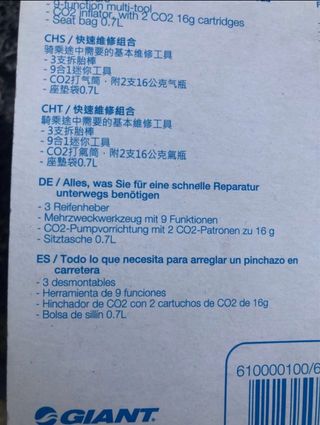 - 9-function multi-tool
- CO2 inflator, with 2 CO2 16g cartridges
- Seat bag 0.7L
CHS / 快速维修组合
騎乘途中需要的基本维修工具
- 3支拆胎棒
- 9合1迷你工具
- CO2打气筒，附2支16公克气瓶
- 座墊袋0.7L
CHT / 快速維修組合
騎乘途中需要的基本維修工具
- 3支拆胎棒
- 9合1迷你工具
- CO2打氣筒，附2支16公克氣瓶
- 座墊袋0.7L
DE / Alles, was Sie für eine schnelle Reparatur
unterwegs benötigen
- 3 Reifenheber
- Mehrzweckwerkzeug mit 9 Funktionen
- CO2-Pumpvorrichtung mit 2 CO2-Patronen zu 16 g
- Sitztasche 0.7L
ES / Todo lo que necesita para arreglar un pinchazo en
carretera
- 3 desmontables
- Herramienta de 9 funciones
- Hinchador de CO2 con 2 cartuchos de CO2 de 16g
- Bolsa de sillín 0.7L
610000100/6
GIANT